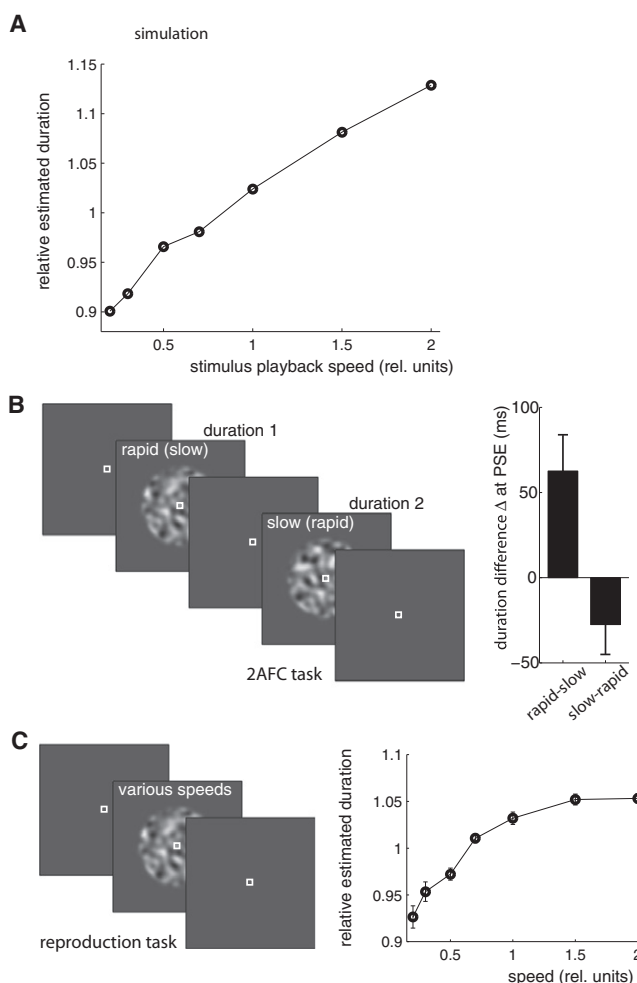 A
simulation
relative estimated duration
1.15
1.1
1.05
1
0.95
0.9
0.5
1
1.5
2
stimulus playback speed (rel. units)
B
duration 1
rapid (slow)
duration 2
slow (rapid)
2AFC task
duration difference Δ at PSE (ms)
100
50
0
−50
rapid-slow
slow-rapid
C
various speeds
reproduction task
relative estimated duration
1.1
1.05
1
0.95
0.9
0.5
1
1.5
2
speed (rel. units)